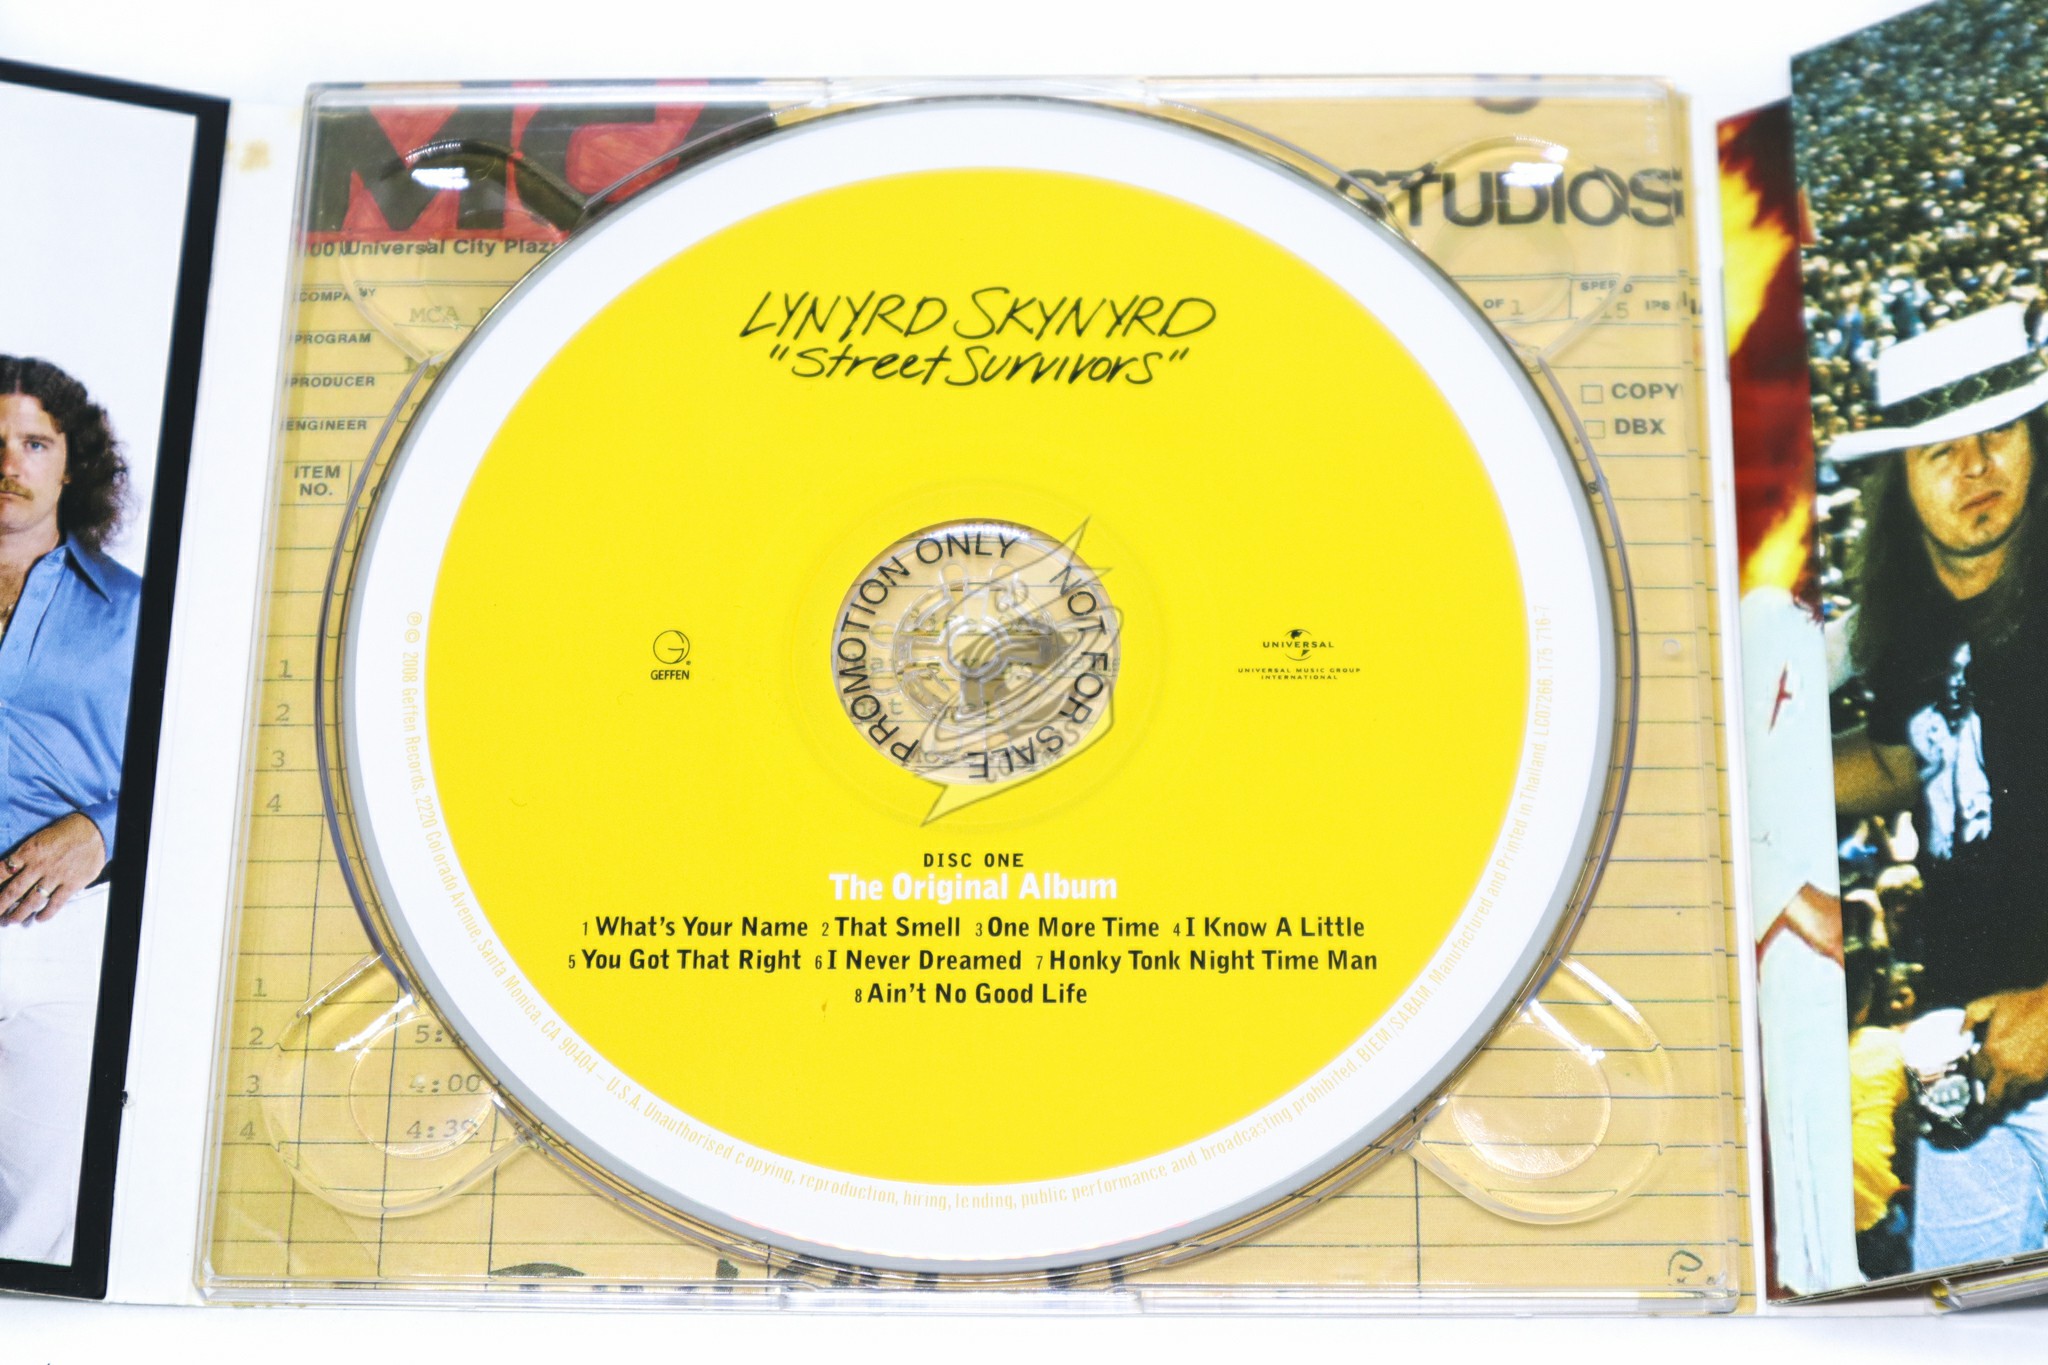 STUDIOS
Universal City Plaz
COMPANY
MCA
OF 1
SPEED
15 IPS
PROGRAM
PRODUCER
ENGINEER
COPY
DBX
ITEM
NO.
LYNYRD SKYNYRD
"Street Survivors"
PROMOTION ONLY NOT FOR SALE
GEFFEN
UNIVERSAL
UNIVERSAL MUSIC GROUP
INTERNATIONAL
DISC ONE
The Original Album
1 What's Your Name 2 That Smell 3 One More Time 4 I Know A Little
5 You Got That Right 6 I Never Dreamed 7 Honky Tonk Night Time Man
8 Ain't No Good Life
℗ © 2008 Geffen Records, 2220 Colorado Avenue, Santa Monica, CA 90404 – U.S.A. Unauthorised copying, reproduction, hiring, lending, public performance and broadcasting prohibited. BIEM/SABAM. Manufactured and Printed in Thailand. LC07266. 175 716-7
1
2
3
4
1
2
3
4:00
4
4:39